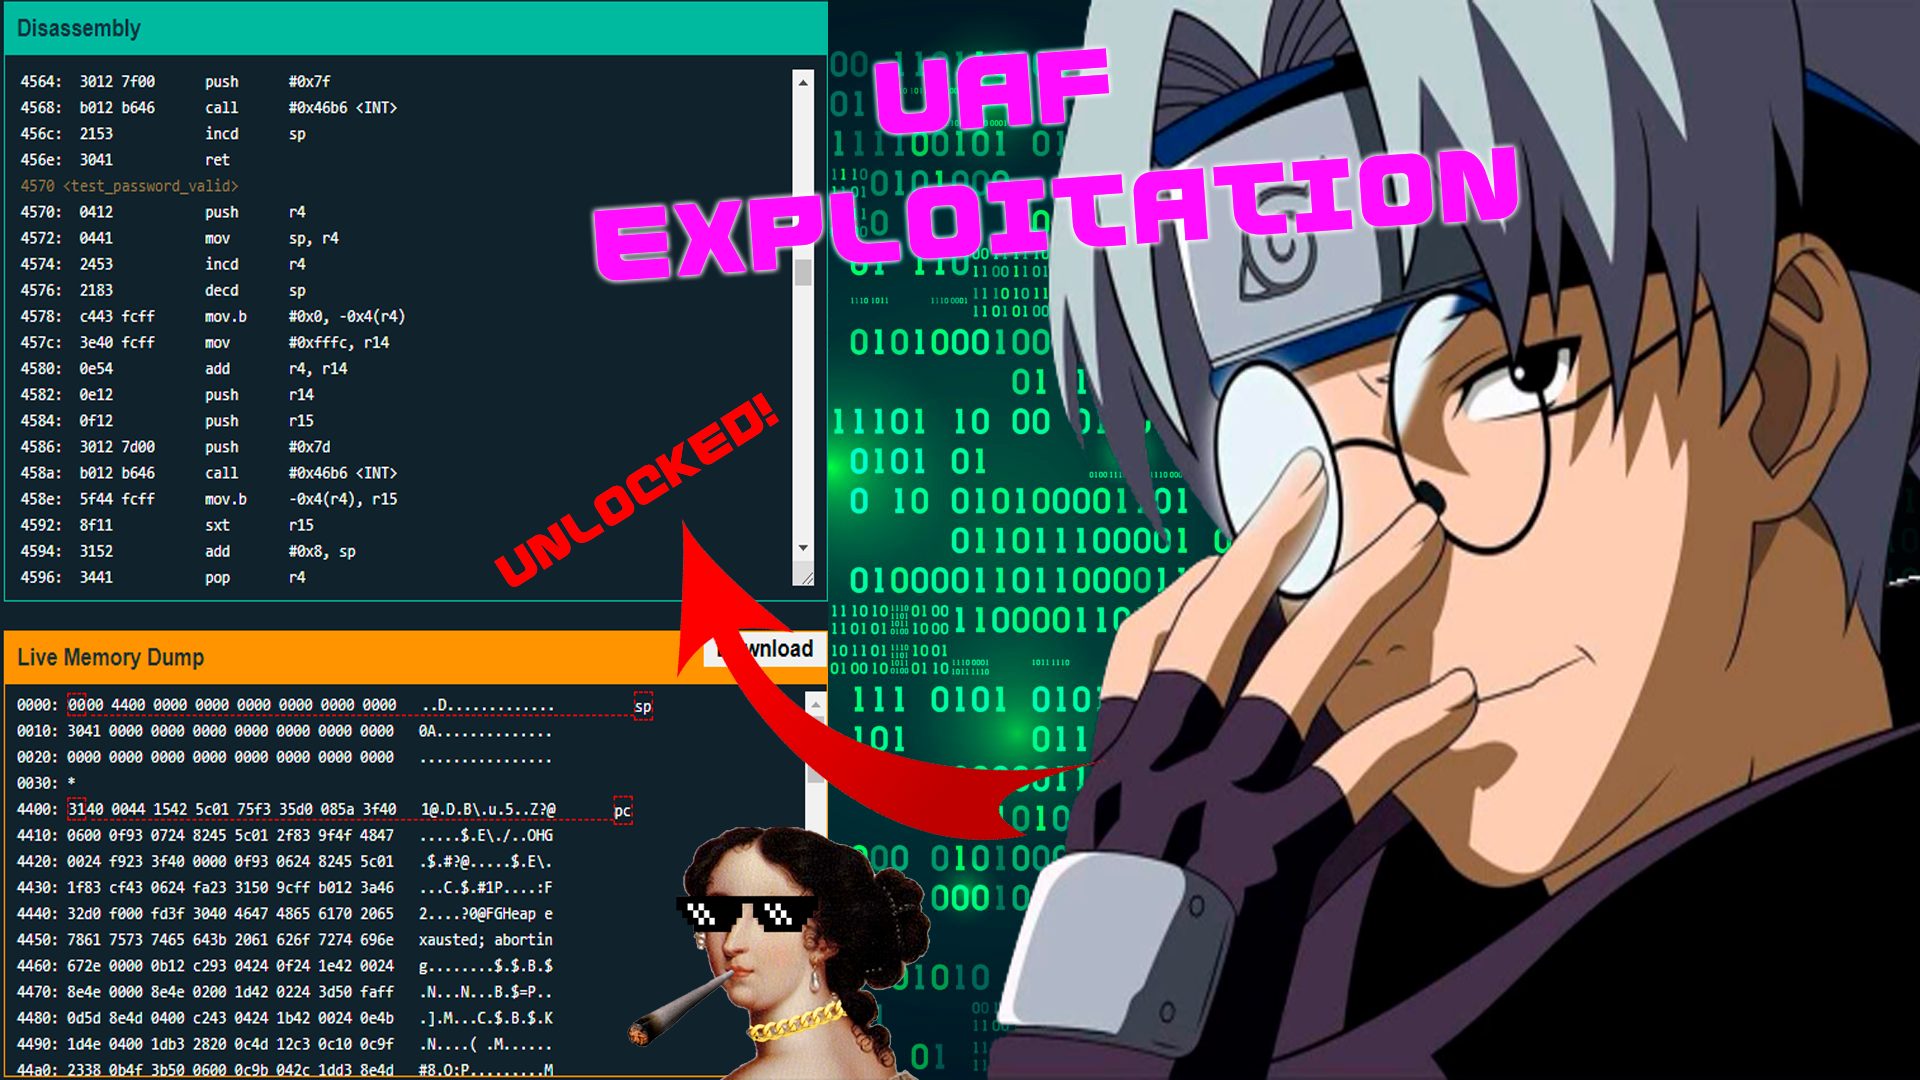 Disassembly
4564: 3012 7f00 push #0x7f
4568: b012 b646 call #0x46b6 <INT>
456c: 2153 incd sp
456e: 3041 ret
4570 <test_password_valid>
4570: 0412 push r4
4572: 0441 mov sp, r4
4574: 2453 incd r4
4576: 2183 decd sp
4578: c443 fcff mov.b #0x0, -0x4(r4)
457c: 3e40 fcff mov #0xfffc, r14
4580: 0e54 add r4, r14
4582: 0e12 push r14
4584: 0f12 push r15
4586: 3012 7d00 push #0x7d
458a: b012 b646 call #0x46b6 <INT>
458e: 5f44 fcff mov.b -0x4(r4), r15
4592: 8f11 sxt r15
4594: 3152 add #0x8, sp
4596: 3441 pop r4
UAF
EXPLOITATION
UNLOCKED!
Live Memory Dump
0000: 0000 4400 0000 0000 0000 0000 0000 0000 ..D............. sp
0010: 3041 0000 0000 0000 0000 0000 0000 0000 0A..............
0020: 0000 0000 0000 0000 0000 0000 0000 0000 ................
0030: *
4400: 3140 0044 1542 5c01 75f3 35d0 085a 3f40 1@.D.B\.u.5..Z?@ pc
4410: 0600 0f93 0724 8245 5c01 2f83 9f4f 4847 .....$.E\./..OHG
4420: 0024 f923 3f40 0000 0f93 0624 8245 5c01 .$.#?@.....$.E\.
4430: 1f83 cf43 0624 fa23 3150 9cff b012 3a46 ...C.$.#1P....:F
4440: 32d0 f000 fd3f 3040 4647 4865 6170 2065 2....?0@FGHeap e
4450: 7861 7573 7465 643b 2061 626f 7274 696e xausted; abortin
4460: 672e 0000 0b12 c293 0424 0f24 1e42 0024 g........$.$.B.$
4470: 8e4e 0000 8e4e 0200 1d42 0224 3d50 faff .N...N...B.$=P..
4480: 0d5d 8e4d 0400 c243 0424 1b42 0024 0e4b .].M...C.$.B.$.K
4490: 1d4e 0400 1db3 2820 0c4d 12c3 0c10 0c9f .N....( .M......
44a0: 2338 0b4f 3b50 0600 0c9b 042c 1dd3 8e4d #8.O;P.........M